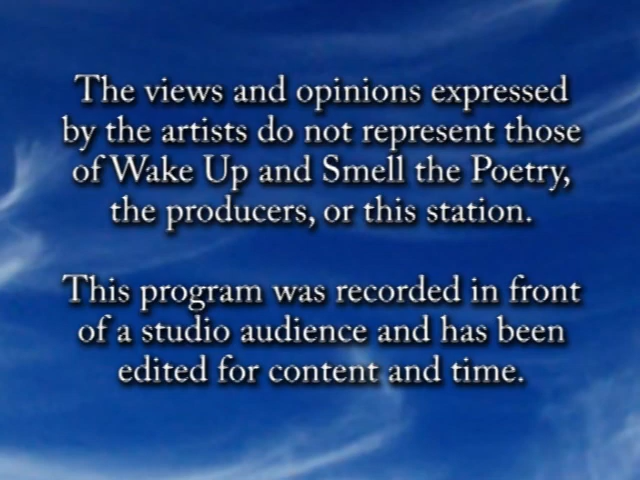 The views and opinions expressed
by the artists do not represent those
of Wake Up and Smell the Poetry,
the producers, or this station.
This program was recorded in front
of a studio audience and has been
edited for content and time.